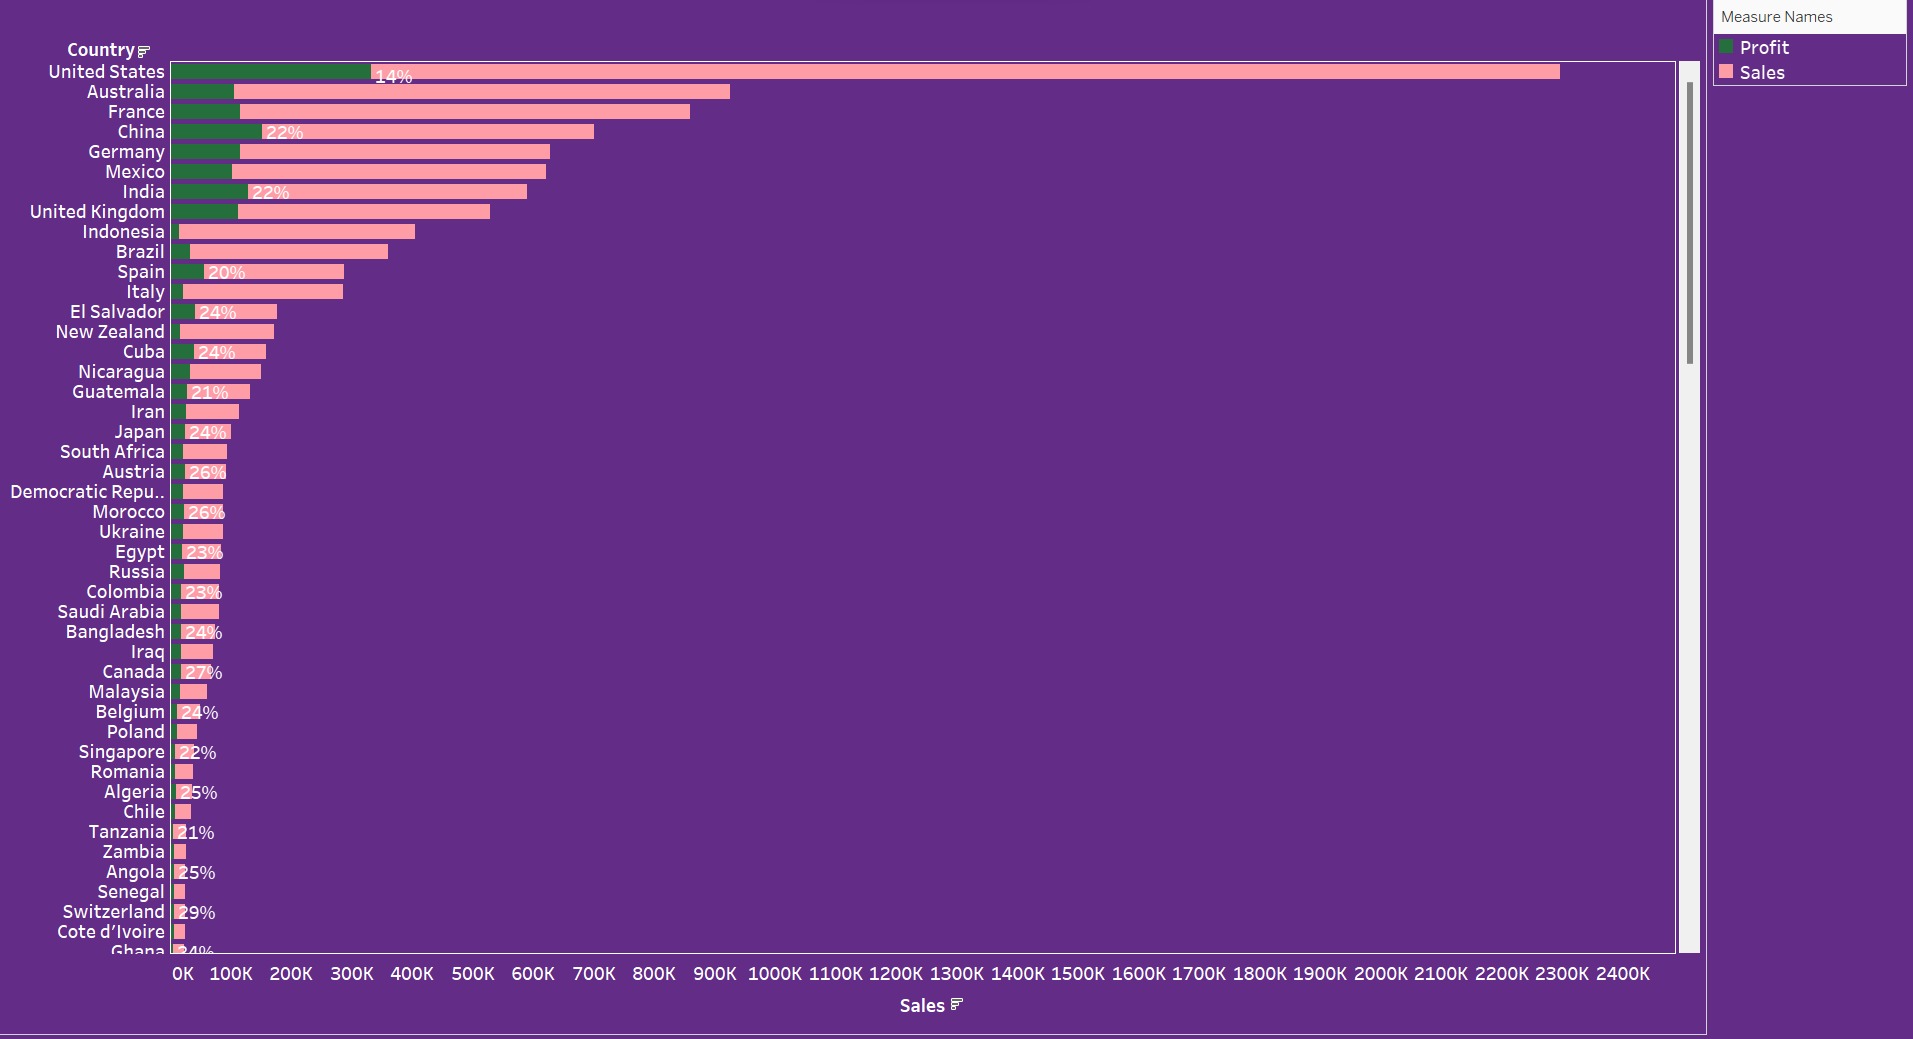 Measure Names
Profit
Sales
Country
United States 14%
Australia
France
China 22%
Germany
Mexico
India 22%
United Kingdom
Indonesia
Brazil
Spain 20%
Italy
El Salvador 24%
New Zealand
Cuba 24%
Nicaragua
Guatemala 21%
Iran
Japan 24%
South Africa
Austria 26%
Democratic Repu..
Morocco 26%
Ukraine
Egypt 23%
Russia
Colombia 23%
Saudi Arabia
Bangladesh 24%
Iraq
Canada 27%
Malaysia
Belgium 24%
Poland
Singapore 22%
Romania
Algeria 25%
Chile
Tanzania 21%
Zambia
Angola 25%
Senegal
Switzerland 29%
Cote d’Ivoire
Ghana
0K 100K 200K 300K 400K 500K 600K 700K 800K 900K 1000K 1100K 1200K 1300K 1400K 1500K 1600K 1700K 1800K 1900K 2000K 2100K 2200K 2300K 2400K
Sales